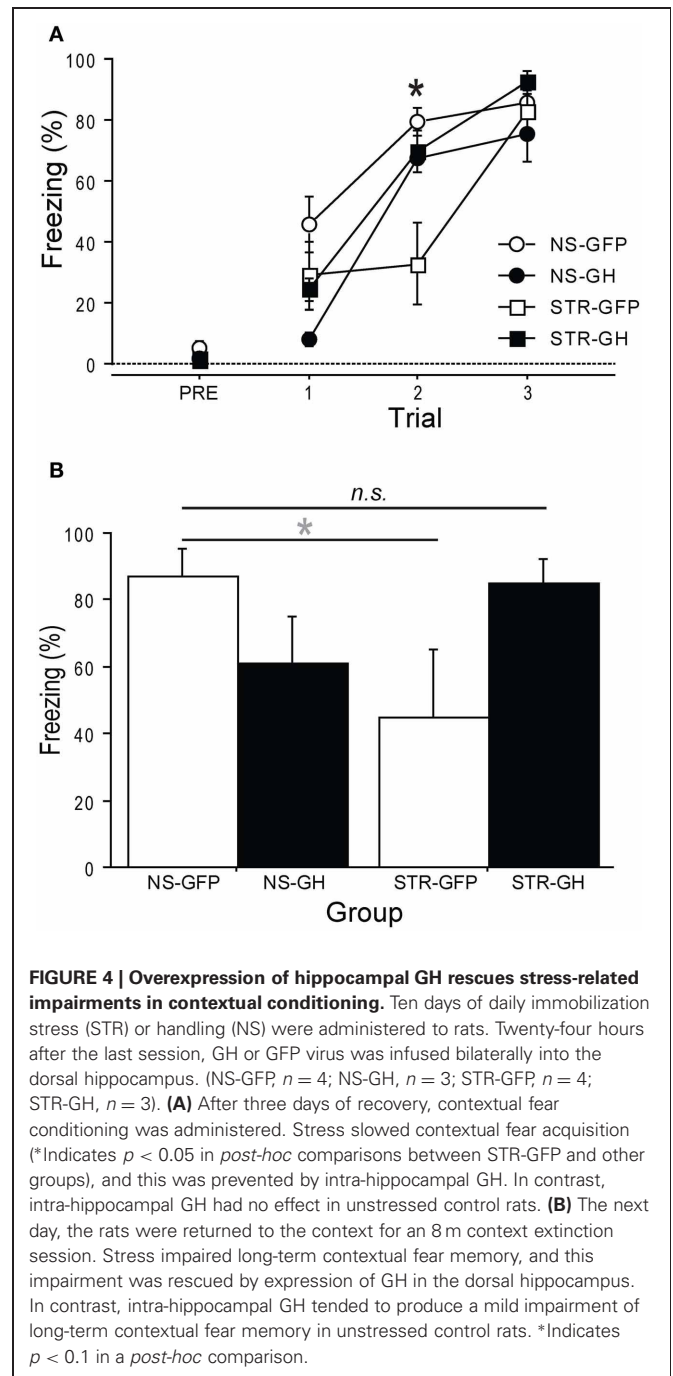 A
100
80
60
40
20
0
Freezing (%)
*
NS-GFP
NS-GH
STR-GFP
STR-GH
PRE
1
2
3
Trial
B
n.s.
*
100
80
60
40
20
0
Freezing (%)
NS-GFP
NS-GH
STR-GFP
STR-GH
Group
FIGURE 4 | Overexpression of hippocampal GH rescues stress-related
impairments in contextual conditioning. Ten days of daily immobilization
stress (STR) or handling (NS) were administered to rats. Twenty-four hours
after the last session, GH or GFP virus was infused bilaterally into the
dorsal hippocampus. (NS-GFP, n = 4; NS-GH, n = 3; STR-GFP, n = 4;
STR-GH, n = 3). (A) After three days of recovery, contextual fear
conditioning was administered. Stress slowed contextual fear acquisition
(*Indicates p < 0.05 in post-hoc comparisons between STR-GFP and other
groups), and this was prevented by intra-hippocampal GH. In contrast,
intra-hippocampal GH had no effect in unstressed control rats. (B) The next
day, the rats were returned to the context for an 8 m context extinction
session. Stress impaired long-term contextual fear memory, and this
impairment was rescued by expression of GH in the dorsal hippocampus.
In contrast, intra-hippocampal GH tended to produce a mild impairment of
long-term contextual fear memory in unstressed control rats. *Indicates
p < 0.1 in a post-hoc comparison.